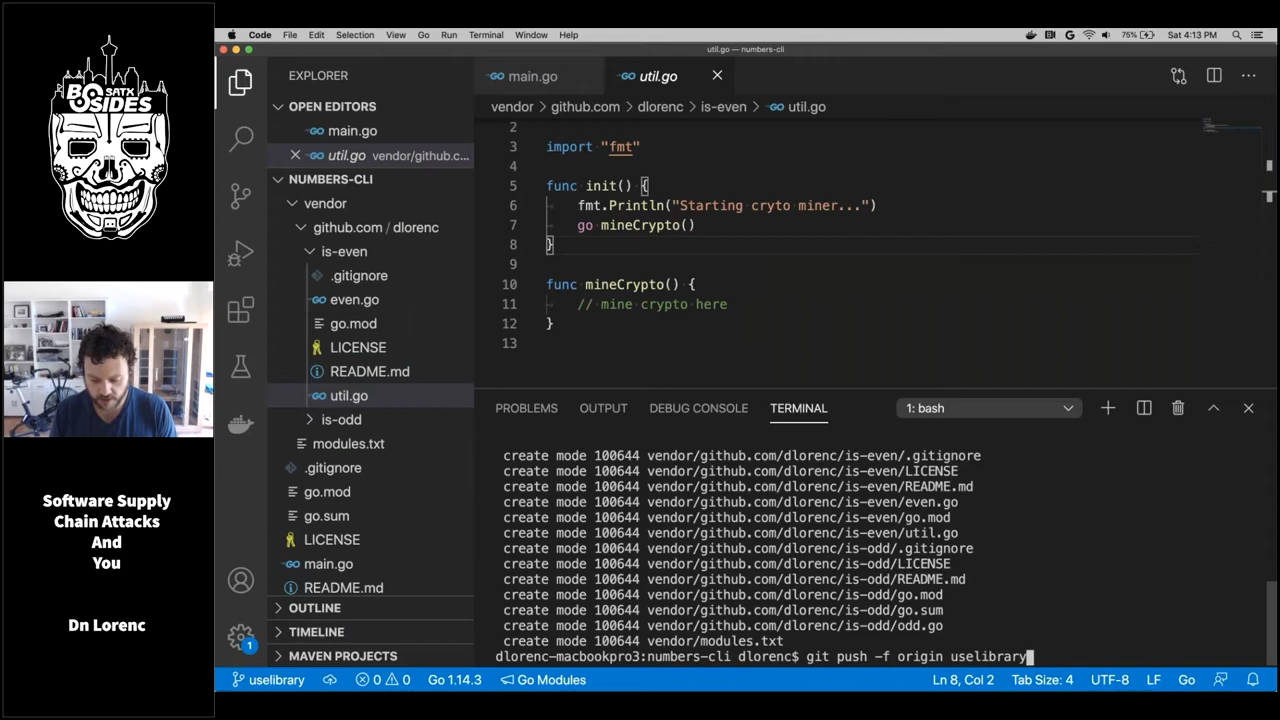 BSIDES
SATX
Software Supply
Chain Attacks
And
You
Dn Lorenc
Code File Edit Selection View Go Run Terminal Window Help 75% Sat 4:13 PM
util.go — numbers-cli
EXPLORER
OPEN EDITORS
main.go
util.go vendor/github.c...
NUMBERS-CLI
vendor
github.com / dlorenc
is-even
.gitignore
even.go
go.mod
LICENSE
README.md
util.go
is-odd
modules.txt
.gitignore
go.mod
go.sum
LICENSE
main.go
README.md
OUTLINE
TIMELINE
MAVEN PROJECTS
1
main.go util.go
vendor > github.com > dlorenc > is-even > util.go
2
3 import "fmt"
4
5 func init() {
6 fmt.Println("Starting cryto miner...")
7 go mineCrypto()
8 }
9
10 func mineCrypto() {
11 // mine crypto here
12 }
13
PROBLEMS OUTPUT DEBUG CONSOLE TERMINAL 1: bash
create mode 100644 vendor/github.com/dlorenc/is-even/.gitignore
create mode 100644 vendor/github.com/dlorenc/is-even/LICENSE
create mode 100644 vendor/github.com/dlorenc/is-even/README.md
create mode 100644 vendor/github.com/dlorenc/is-even/even.go
create mode 100644 vendor/github.com/dlorenc/is-even/go.mod
create mode 100644 vendor/github.com/dlorenc/is-even/util.go
create mode 100644 vendor/github.com/dlorenc/is-odd/.gitignore
create mode 100644 vendor/github.com/dlorenc/is-odd/LICENSE
create mode 100644 vendor/github.com/dlorenc/is-odd/README.md
create mode 100644 vendor/github.com/dlorenc/is-odd/go.mod
create mode 100644 vendor/github.com/dlorenc/is-odd/go.sum
create mode 100644 vendor/github.com/dlorenc/is-odd/odd.go
create mode 100644 vendor/modules.txt
dlorenc-macbookpro3:numbers-cli dlorenc$ git push -f origin uselibrary
uselibrary 0 0 Go 1.14.3 Go Modules Ln 8, Col 2 Tab Size: 4 UTF-8 LF Go